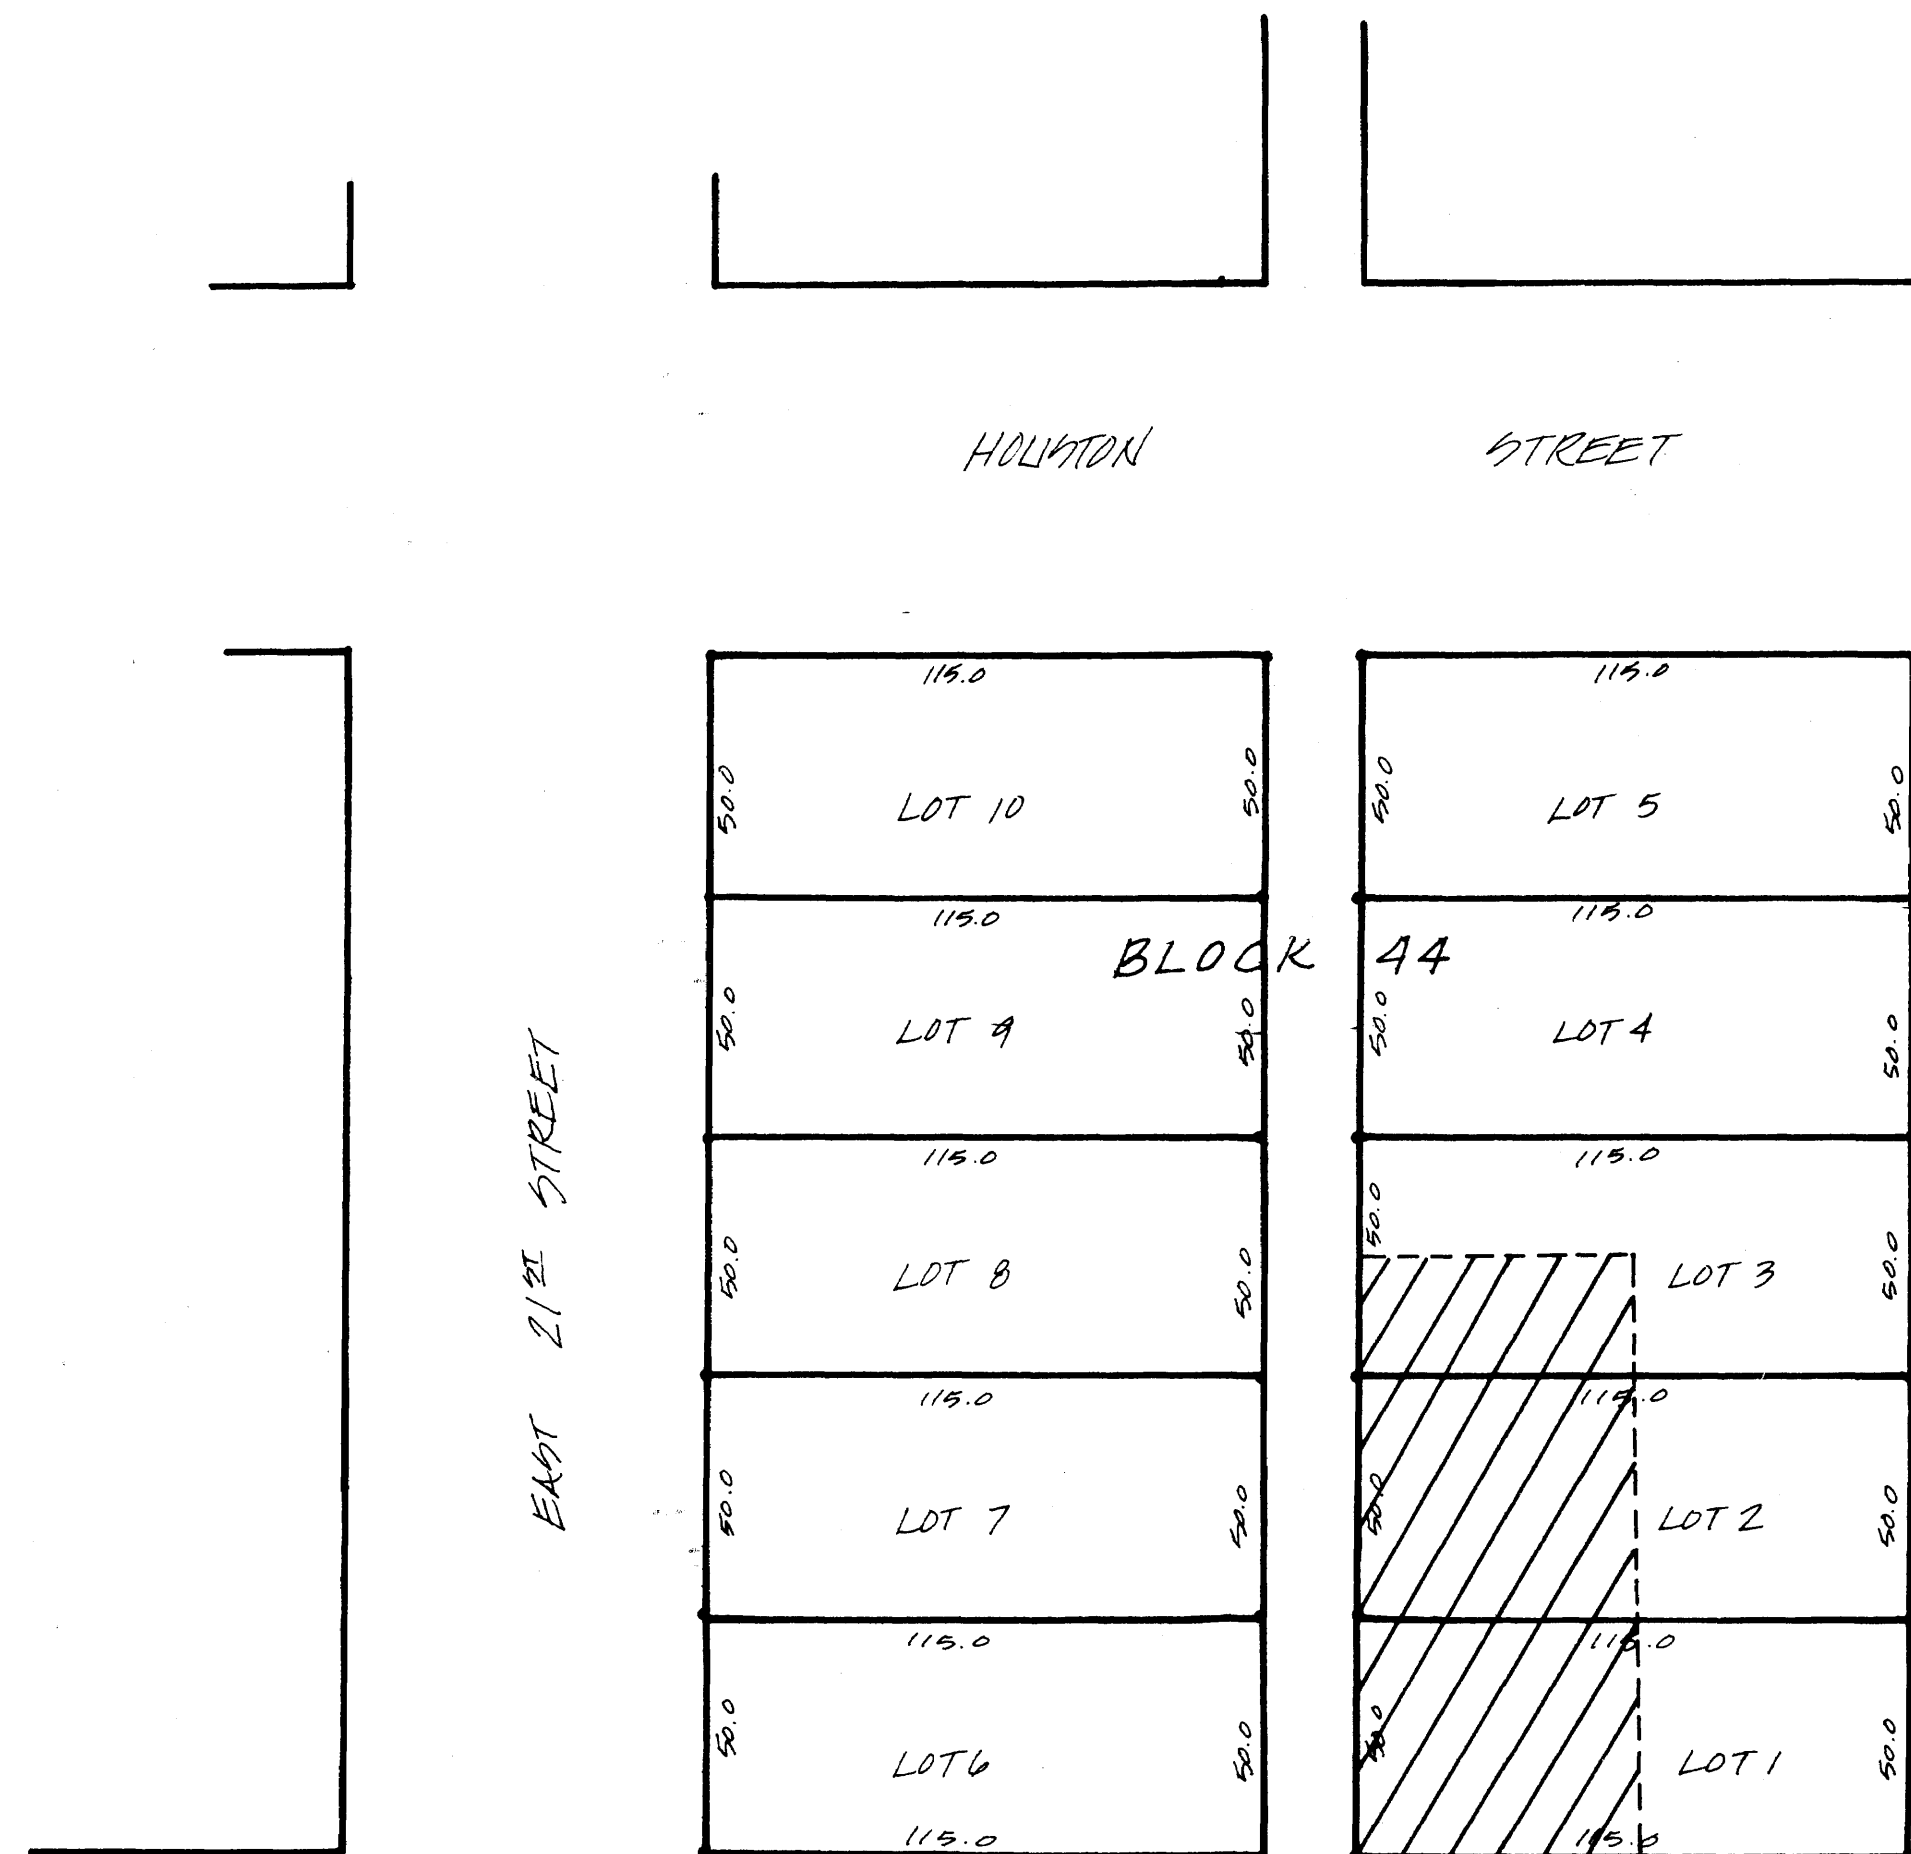 HOUSTON STREET
115.0 115.0
50.0 LOT 10 50.0 50.0 LOT 5 50.0
115.0 115.0
BLOCK 44
50.0 LOT 9 50.0 50.0 LOT 4 50.0
115.0 115.0
50.0 LOT 8 50.0 50.0 LOT 3 50.0
115.0 115.0
50.0 LOT 7 50.0 50.0 LOT 2 50.0
115.0 115.0
50.0 LOT 6 50.0 50.0 LOT 1 50.0
115.0 115.0
EAST 21ST STREET